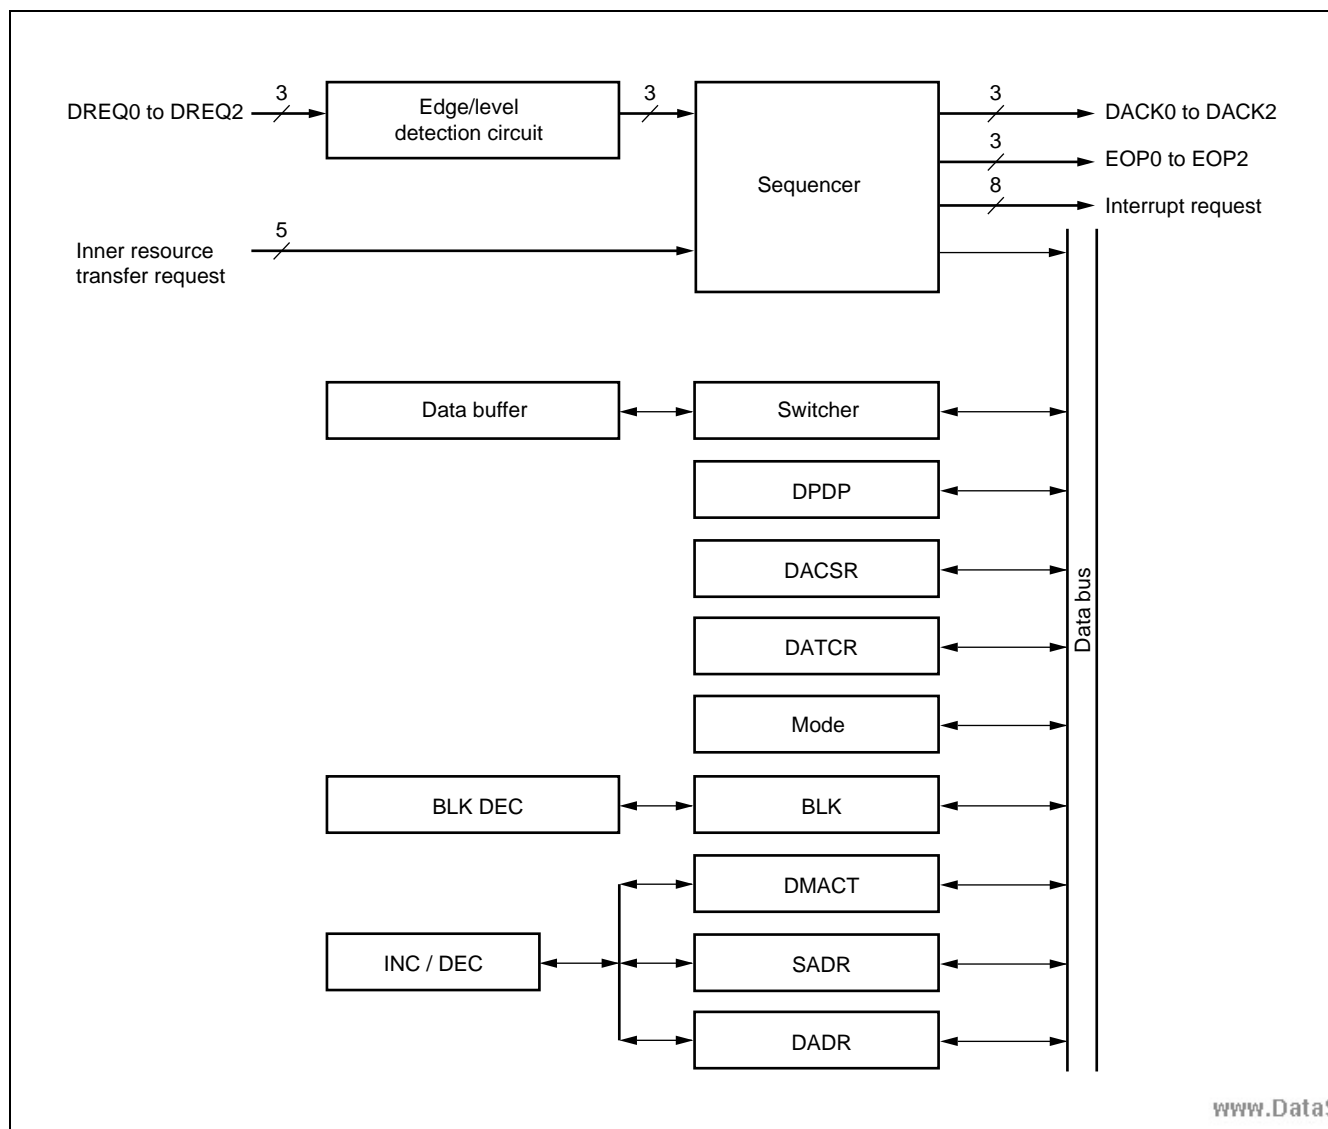 3
3
3
DREQ0 to DREQ2
Edge/level
detection circuit
DACK0 to DACK2
3
EOP0 to EOP2
Sequencer
8
Interrupt request
5
Inner resource
transfer request
Data buffer
Switcher
DPDP
DACSR
Data bus
DATCR
Mode
BLK DEC
BLK
DMACT
INC / DEC
SADR
DADR